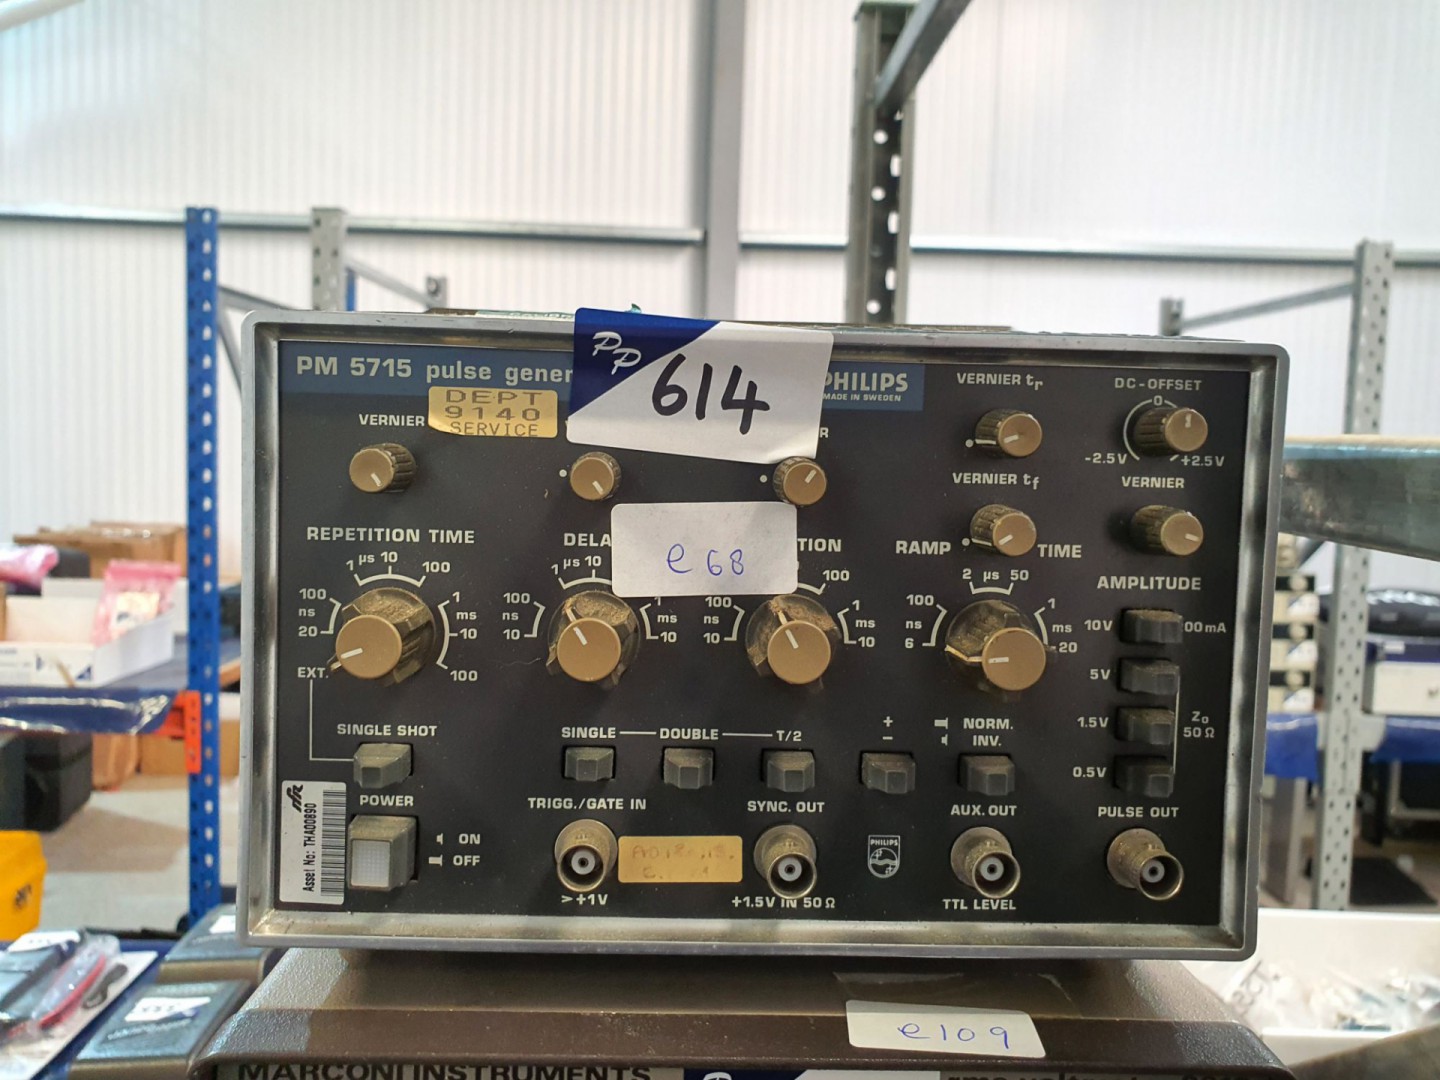 PM 5715 pulse gener
PP 614
PHILIPS
MADE IN SWEDEN
DEPT
9140
SERVICE
VERNIER
VERNIER tr
DC-OFFSET
0
-2.5V +2.5V
VERNIER tf
VERNIER
e68
REPETITION TIME
1 µs 10 100
100 ns 20
1 ms 10 100
EXT.
DELA
1 µs 10
100 ns 10
1 ms 10
TION
100
100 ns 10
1 ms 10
RAMP TIME
2 µs 50
100 ns 6
1 ms 20
AMPLITUDE
10V 00mA
5V
1.5V
0.5V
Zo 50Ω
SINGLE SHOT
SINGLE DOUBLE T/2
+
-
NORM.
INV.
POWER
ON
OFF
Asset No: THA00890
TRIGG./GATE IN
>+1V
SYNC. OUT
+1.5V IN 50Ω
PHILIPS
AUX. OUT
TTL LEVEL
PULSE OUT
e109
MARCONI INSTRUMENTS